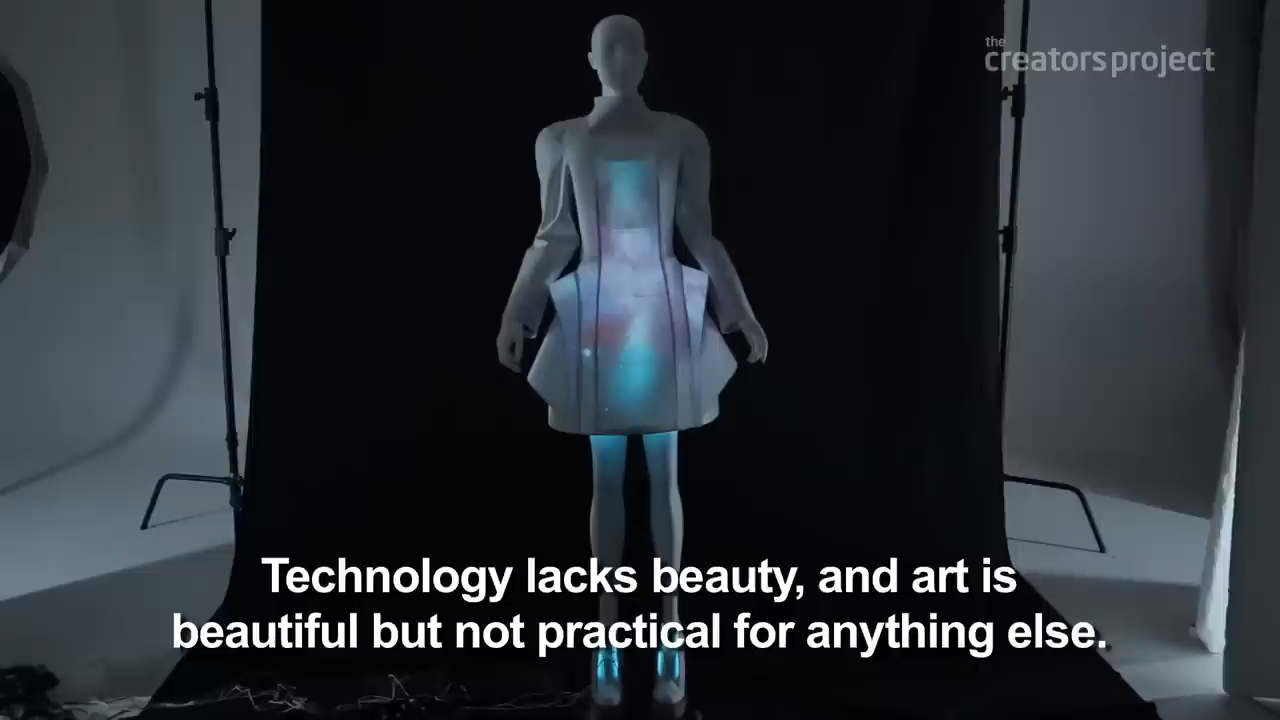 the
creatorsproject
Technology lacks beauty, and art is
beautiful but not practical for anything else.